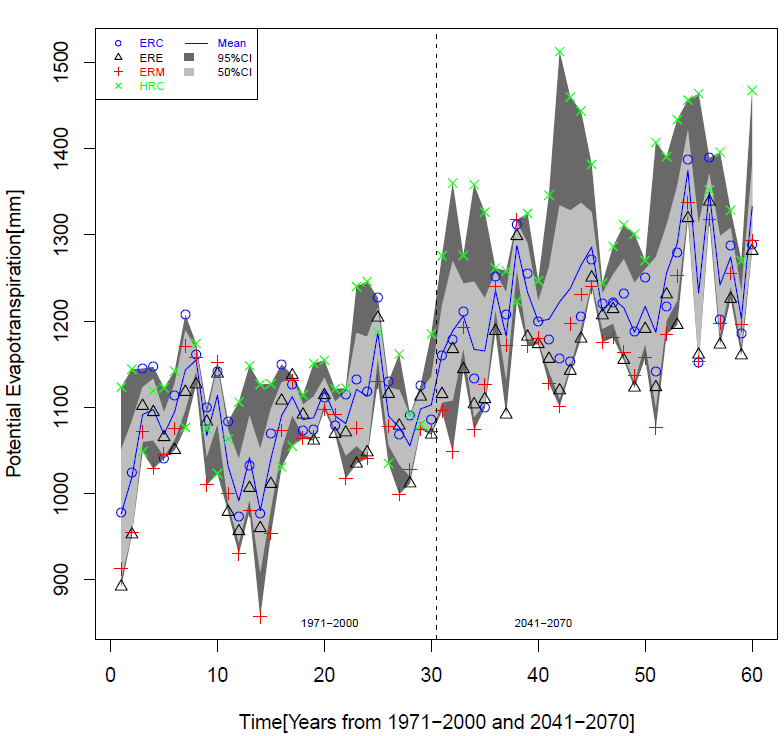 ERC Mean
ERE 95%CI
ERM 50%CI
HRC
Potential Evapotranspiration[mm]
1500
1400
1300
1200
1100
1000
900
1971−2000 2041−2070
0 10 20 30 40 50 60
Time[Years from 1971−2000 and 2041−2070]